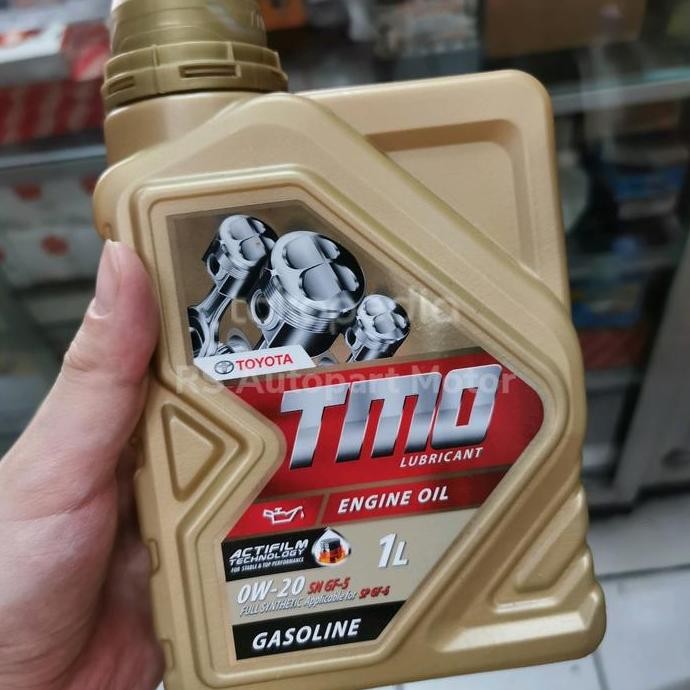 tokopedia
TOYOTA
RS Autopart Motor
TMO
LUBRICANT
ENGINE OIL
ACTIFILM
TECHNOLOGY
FOR STABLE & TOP PERFORMANCE
1L
0W-20 SN GF-5
FULL SYNTHETIC Applicable for SP GF-6
GASOLINE